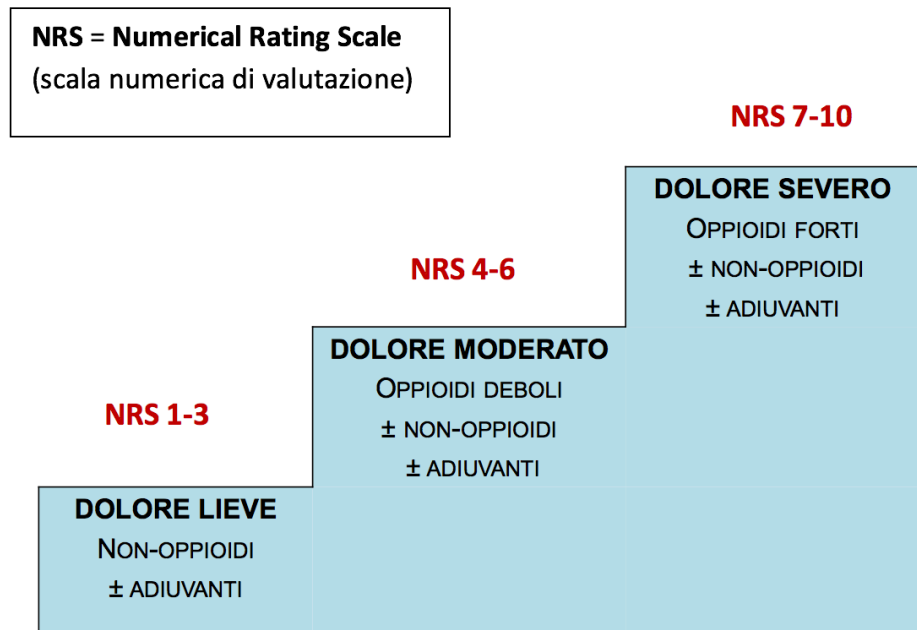 NRS = Numerical Rating Scale
(scala numerica di valutazione)
NRS 7-10
DOLORE SEVERO
OPPIOIDI FORTI
± NON-OPPIOIDI
± ADIUVANTI
NRS 4-6
DOLORE MODERATO
OPPIOIDI DEBOLI
± NON-OPPIOIDI
± ADIUVANTI
NRS 1-3
DOLORE LIEVE
NON-OPPIOIDI
± ADIUVANTI